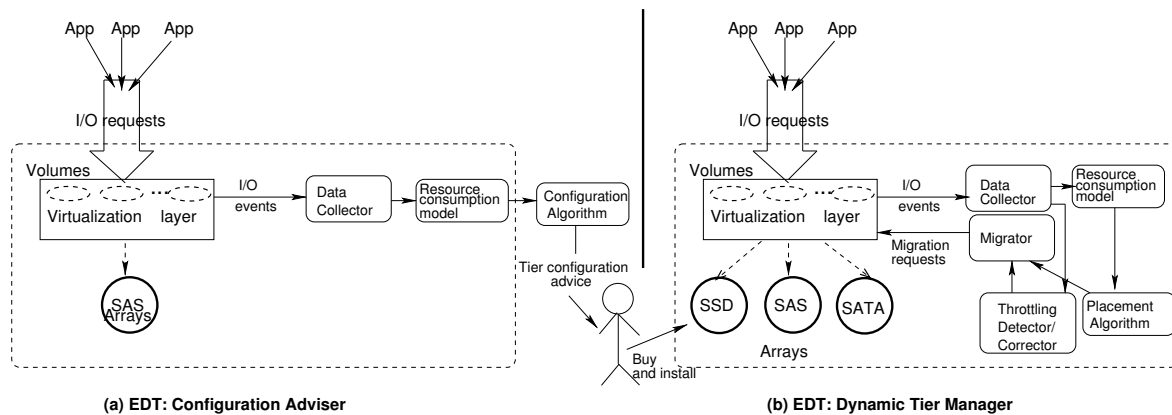 App
App
App
I/O requests
Volumes
...
Virtualization layer
I/O
events
Data
Collector
Resource
consumption
model
Configuration
Algorithm
SAS
Arrays
Tier configuration
advice
Buy
and install
(a) EDT: Configuration Adviser
App
App
App
I/O requests
Volumes
...
Virtualization layer
I/O
events
Data
Collector
Resource
consumption
model
Migration
requests
Migrator
SSD
SAS
SATA
Arrays
Throttling
Detector/
Corrector
Placement
Algorithm
(b) EDT: Dynamic Tier Manager